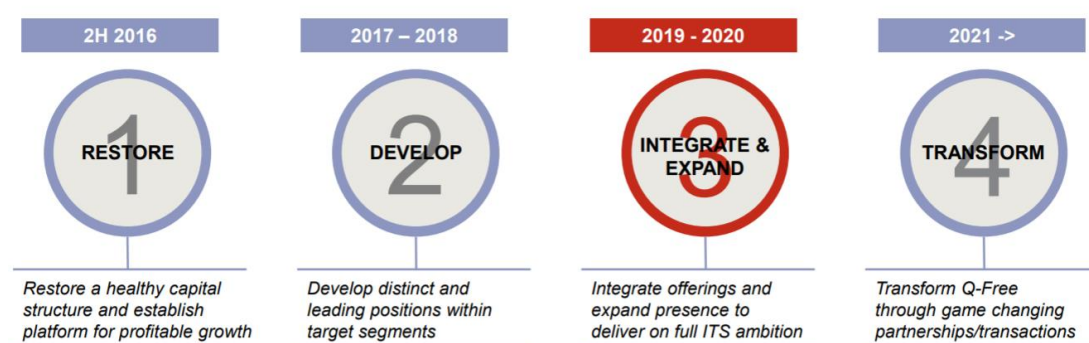 2H 2016
1
RESTORE
Restore a healthy capital
structure and establish
platform for profitable growth
2017 – 2018
2
DEVELOP
Develop distinct and
leading positions within
target segments
2019 - 2020
3
INTEGRATE &
EXPAND
Integrate offerings and
expand presence to
deliver on full ITS ambition
2021 ->
4
TRANSFORM
Transform Q-Free
through game changing
partnerships/transactions